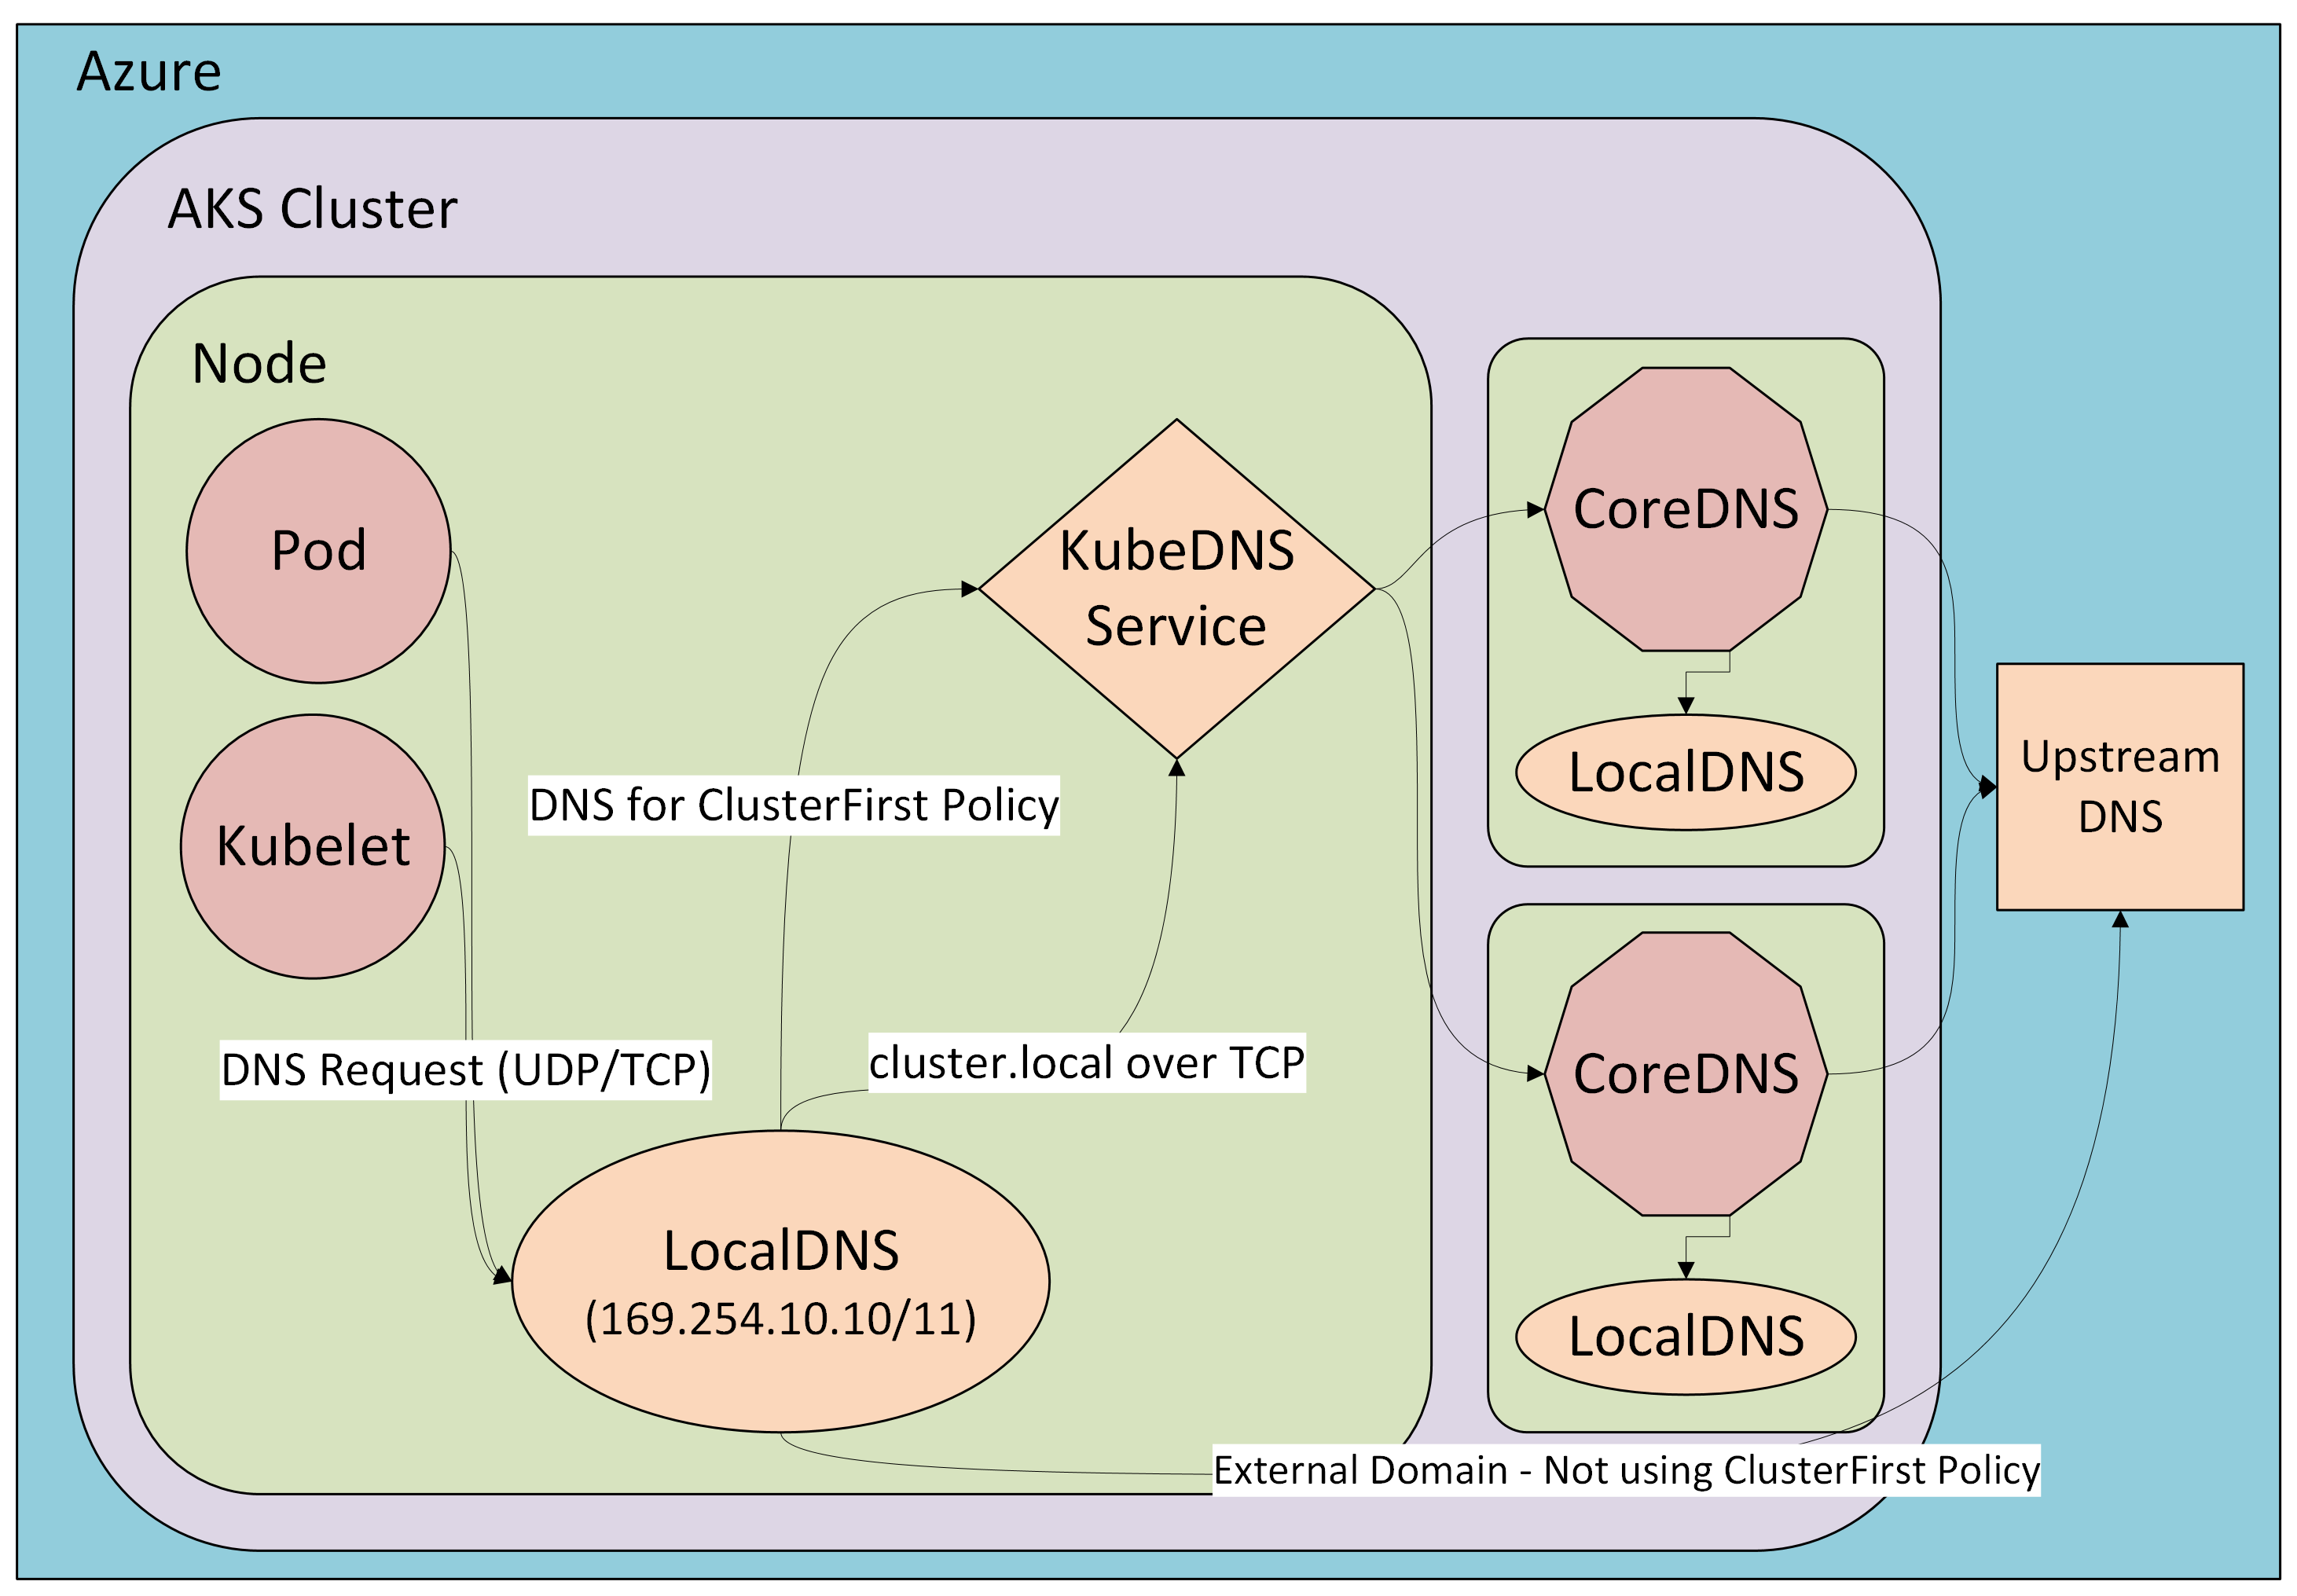 Azure
AKS Cluster
Node
Pod
KubeDNS
Service
CoreDNS
Kubelet
DNS for ClusterFirst Policy
LocalDNS
Upstream
DNS
DNS Request (UDP/TCP)
cluster.local over TCP
CoreDNS
LocalDNS
(169.254.10.10/11)
LocalDNS
External Domain - Not using ClusterFirst Policy